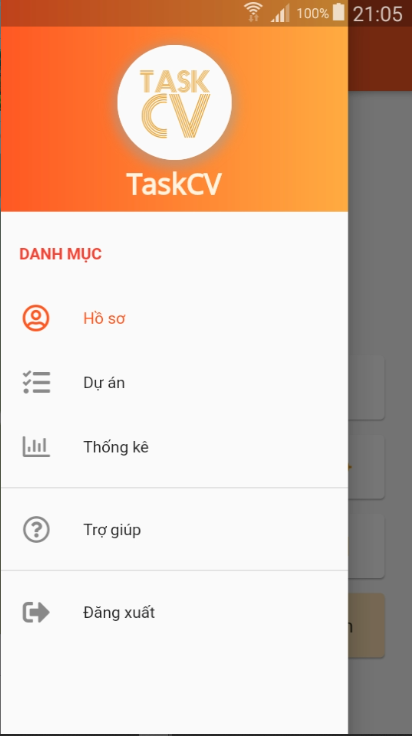 100% 21:05
TASK
CV
TaskCV
DANH MỤC
Hồ sơ
Dự án
Thống kê
Trợ giúp
Đăng xuất